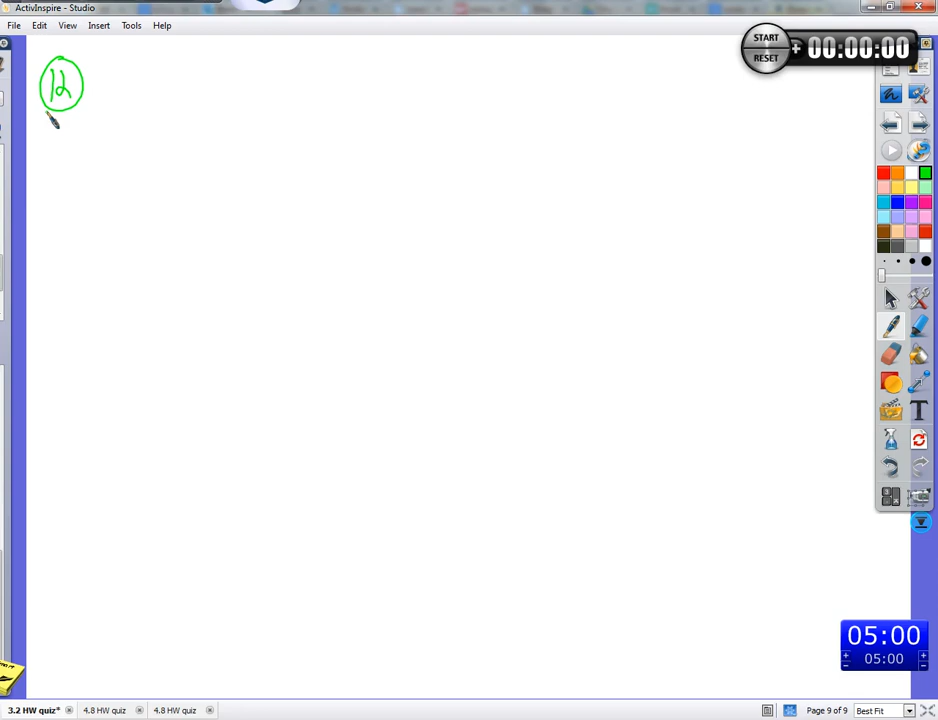 ActivInspire - Studio
File Edit View Insert Tools Help
START
RESET
00:00:00
12
T
05:00
05:00
3.2 HW quiz* 4.8 HW quiz 4.8 HW quiz
Page 9 of 9 Best Fit